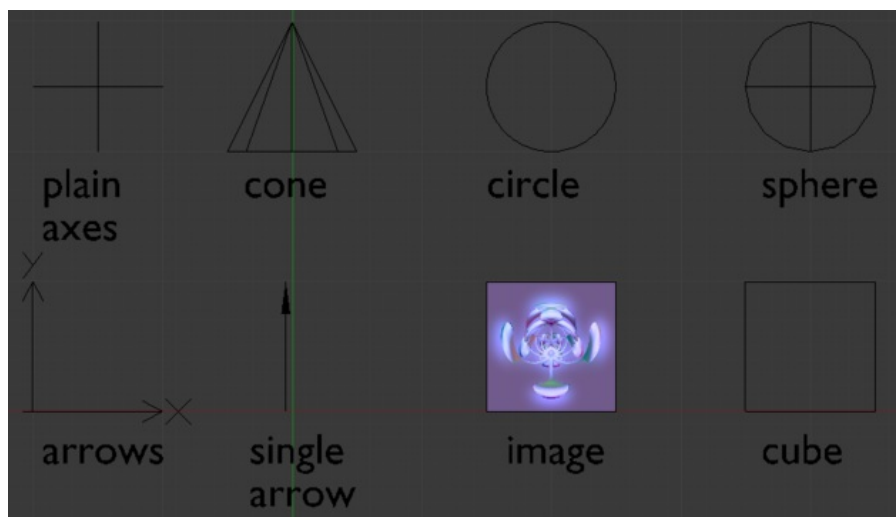 plain
axes
cone
circle
sphere
y
x
arrows
single
arrow
image
cube